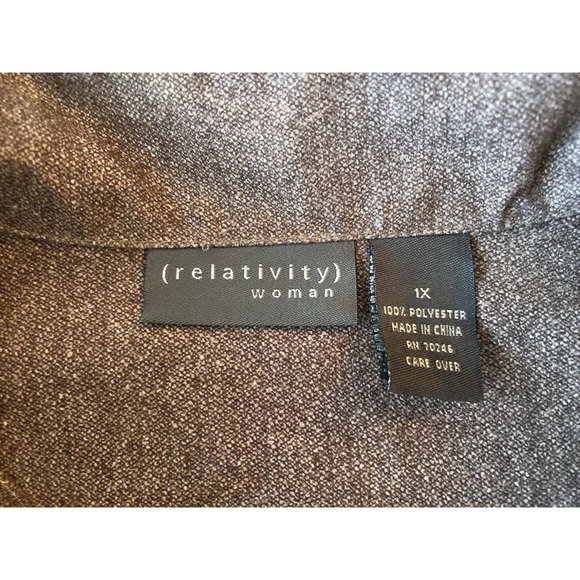 (relativity)
woman
1X
100% POLYESTER
MADE IN CHINA
RN 70246
CARE OVER